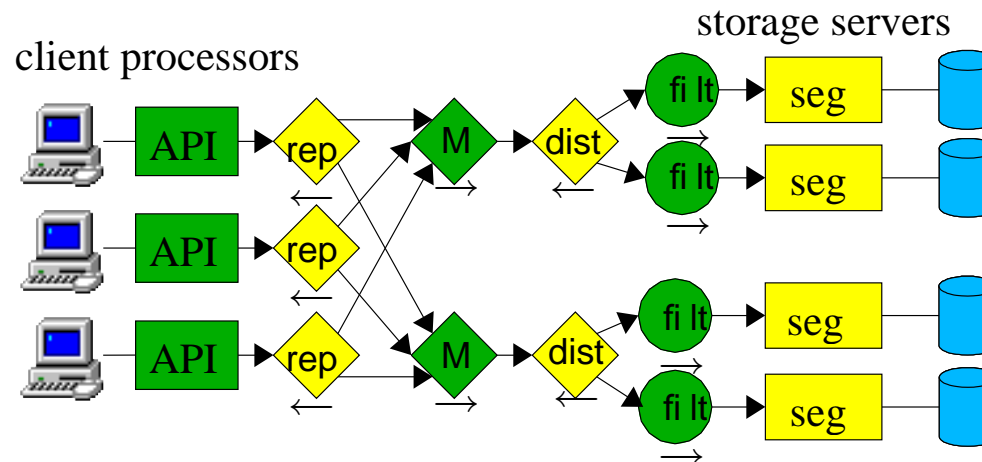 storage servers
client processors
API
rep
M
dist
fi lt
seg
fi lt
seg
API
rep
API
rep
M
dist
fi lt
seg
fi lt
seg